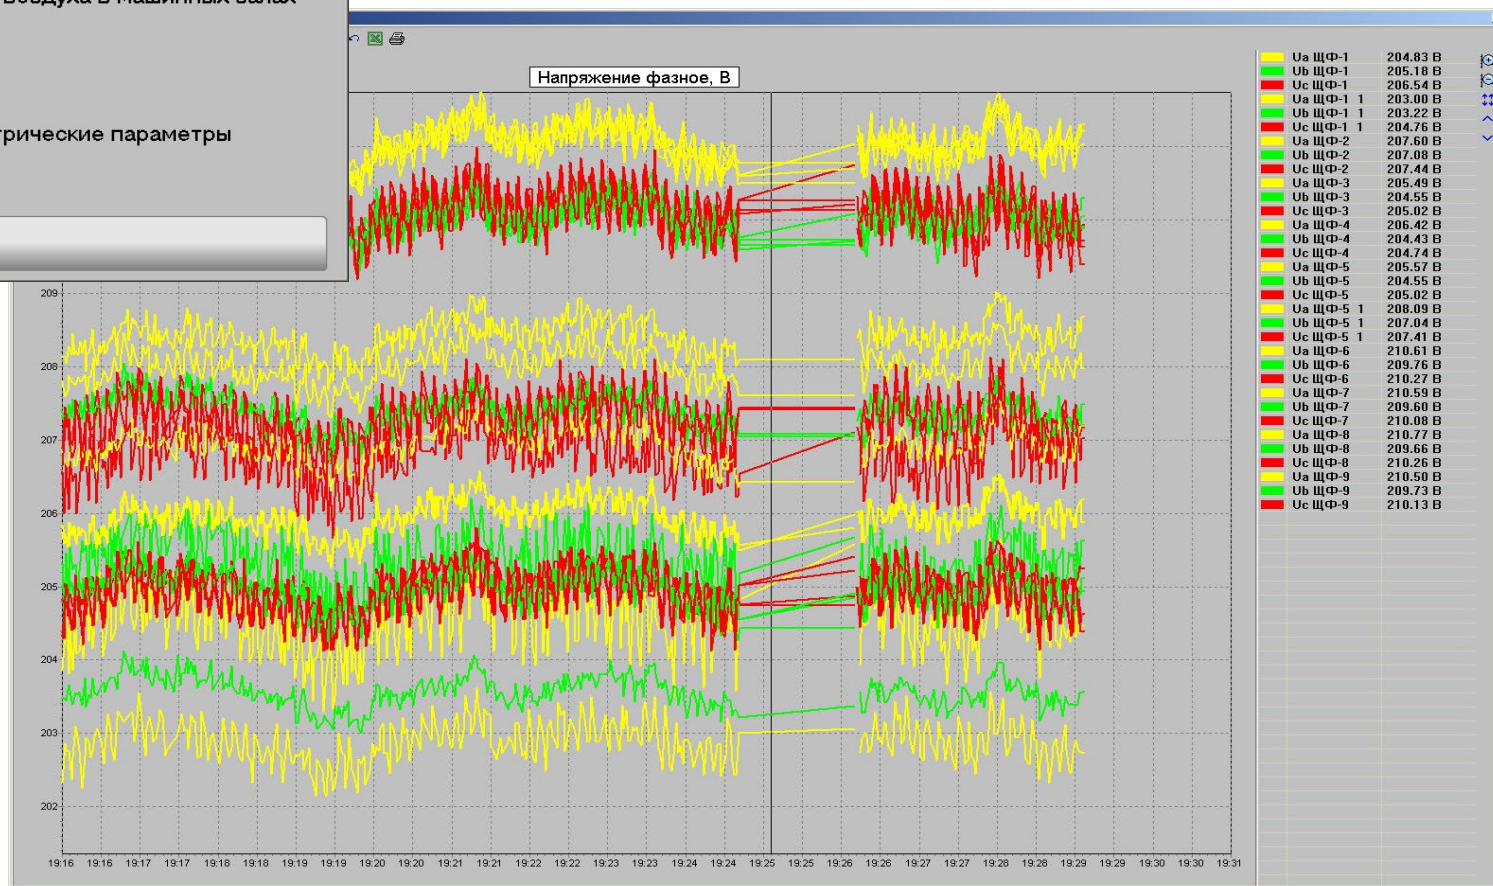 воздуха в машинных залах
Напряжение фазное, В
параметры
Ua ЩФ-1 204.83 В
Ub ЩФ-1 205.18 В
Uc ЩФ-1 206.54 В
Ua ЩФ-1 1 203.00 В
Ub ЩФ-1 1 203.22 В
Uc ЩФ-1 1 204.76 В
Ua ЩФ-2 207.60 В
Ub ЩФ-2 207.08 В
Uc ЩФ-2 207.44 В
Ua ЩФ-3 205.49 В
Ub ЩФ-3 204.55 В
Uc ЩФ-3 205.02 В
Ua ЩФ-4 206.42 В
Ub ЩФ-4 204.43 В
Uc ЩФ-4 204.74 В
Ua ЩФ-5 205.57 В
Ub ЩФ-5 204.55 В
Uc ЩФ-5 205.02 В
Ua ЩФ-5 1 208.09 В
Ub ЩФ-5 1 207.04 В
Uc ЩФ-5 1 207.41 В
Ua ЩФ-6 210.61 В
Ub ЩФ-6 209.76 В
Uc ЩФ-6 210.27 В
Ua ЩФ-7 210.59 В
Ub ЩФ-7 209.60 В
Uc ЩФ-7 210.08 В
Ua ЩФ-8 210.77 В
Ub ЩФ-8 209.66 В
Uc ЩФ-8 210.26 В
Ua ЩФ-9 210.50 В
Ub ЩФ-9 209.73 В
Uc ЩФ-9 210.13 В
209
208
207
206
205
204
203
202
19:16 19:16 19:17 19:17 19:18 19:18 19:19 19:19 19:20 19:20 19:21 19:21 19:22 19:22 19:23 19:23 19:24 19:24 19:25 19:25 19:26 19:26 19:27 19:27 19:28 19:28 19:29 19:29 19:30 19:30 19:31